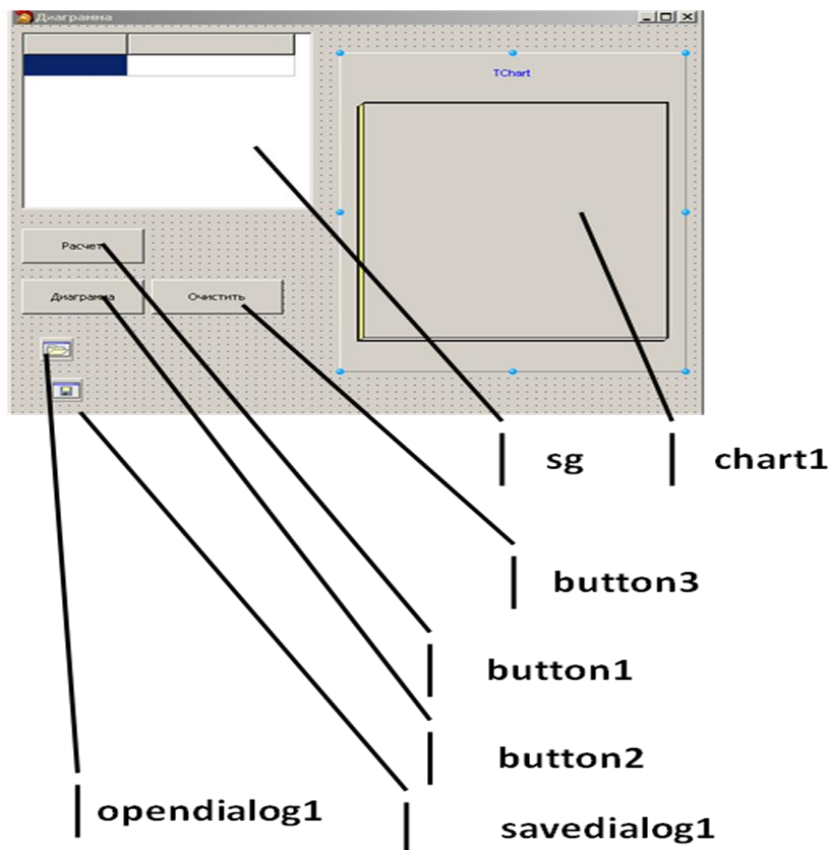 Диаграмма
TChart
Расчет
Диаграмма
Очистить
sg
chart1
button3
button1
button2
opendialog1
savedialog1